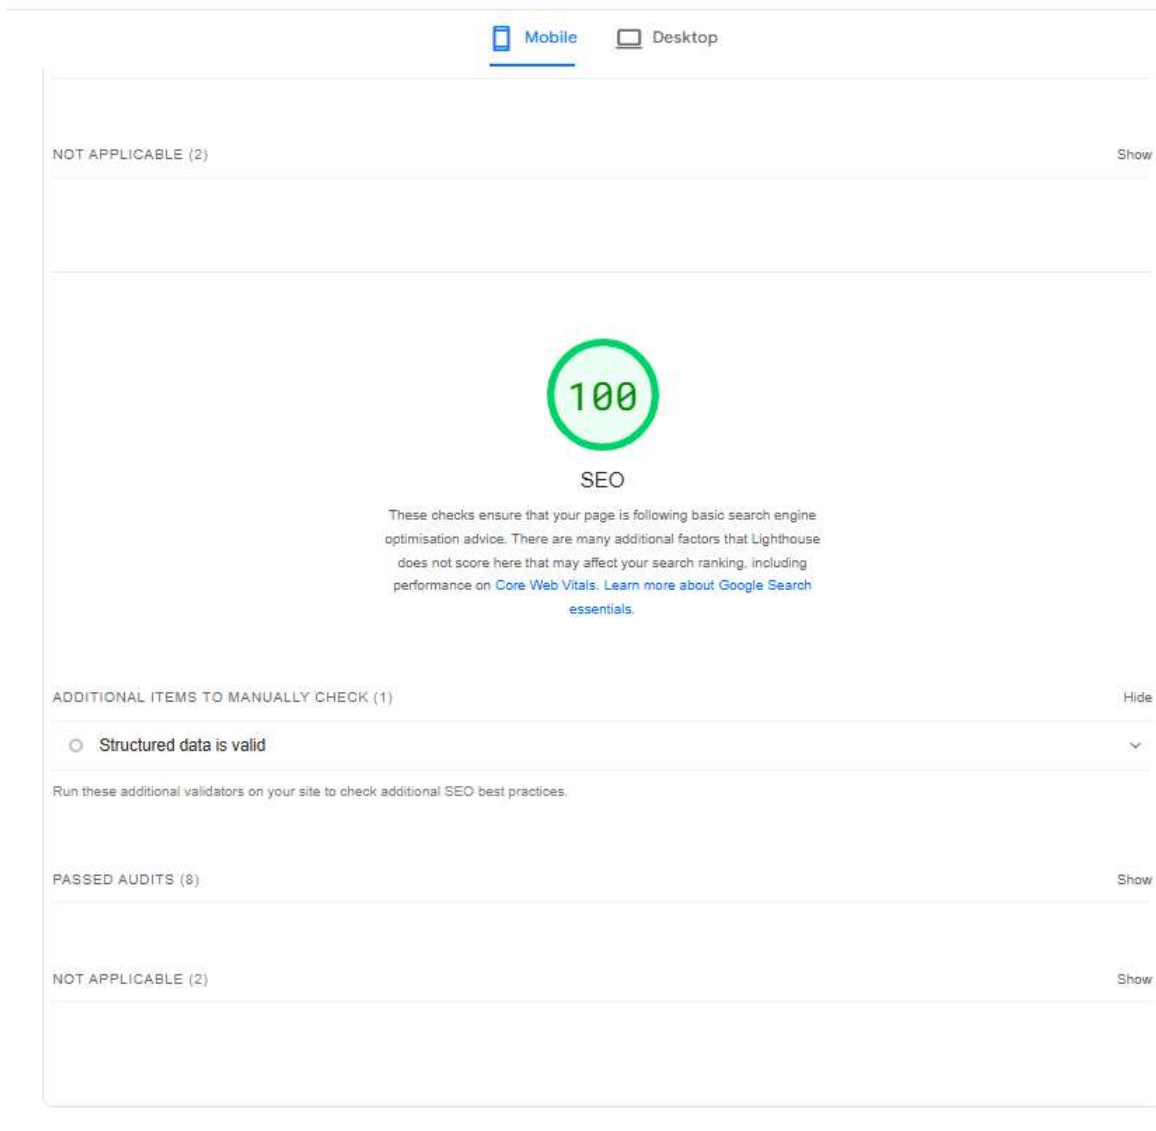 Mobile Desktop
NOT APPLICABLE (2) Show
100
SEO
These checks ensure that your page is following basic search engine
optimisation advice. There are many additional factors that Lighthouse
does not score here that may affect your search ranking, including
performance on Core Web Vitals. Learn more about Google Search
essentials.
ADDITIONAL ITEMS TO MANUALLY CHECK (1) Hide
Structured data is valid
Run these additional validators on your site to check additional SEO best practices.
PASSED AUDITS (8) Show
NOT APPLICABLE (2) Show